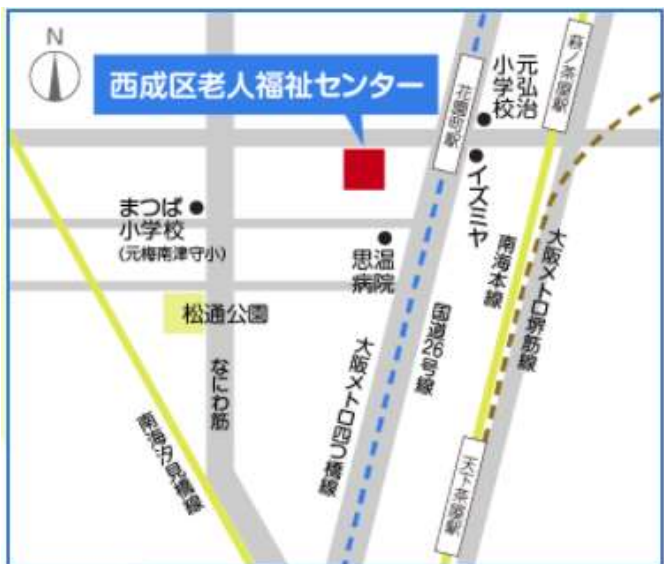 N
西成区老人福祉センター
元弘治
小学校
萩ノ茶屋駅
花園町駅
イズミヤ
まつば
小学校
(元梅南津守小)
思温
病院
南海本線
大阪メトロ堺筋線
松通公園
国道26号線
なにわ筋
大阪メトロ四つ橋線
南海汐見橋線
天下茶屋駅